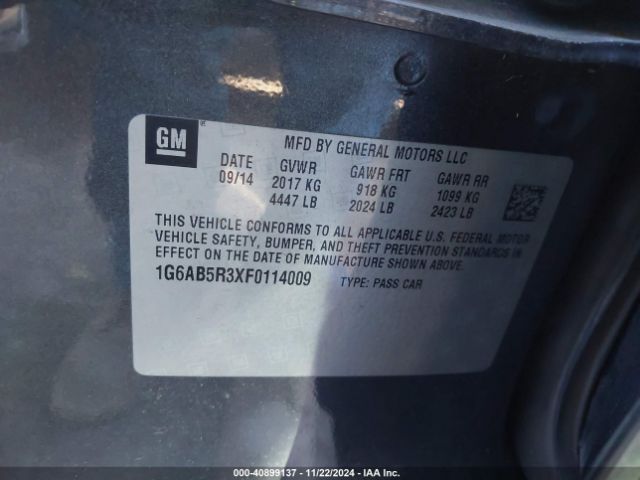 GM
®
MFD BY GENERAL MOTORS LLC
DATE GVWR GAWR FRT GAWR RR
09/14 2017 KG 918 KG 1099 KG
4447 LB 2024 LB 2423 LB
THIS VEHICLE CONFORMS TO ALL APPLICABLE U.S. FEDERAL MOTOR
VEHICLE SAFETY, BUMPER, AND THEFT PREVENTION STANDARDS IN
EFFECT ON THE DATE OF MANUFACTURE SHOWN ABOVE.
1G6AB5R3XF0114009 TYPE: PASS CAR
000-40899137 - 11/22/2024 - IAA Inc.